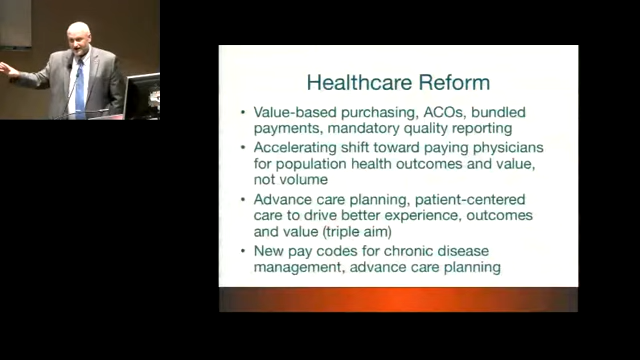 Healthcare Reform
• Value-based purchasing, ACOs, bundled
payments, mandatory quality reporting
• Accelerating shift toward paying physicians
for population health outcomes and value,
not volume
• Advance care planning, patient-centered
care to drive better experience, outcomes
and value (triple aim)
• New pay codes for chronic disease
management, advance care planning